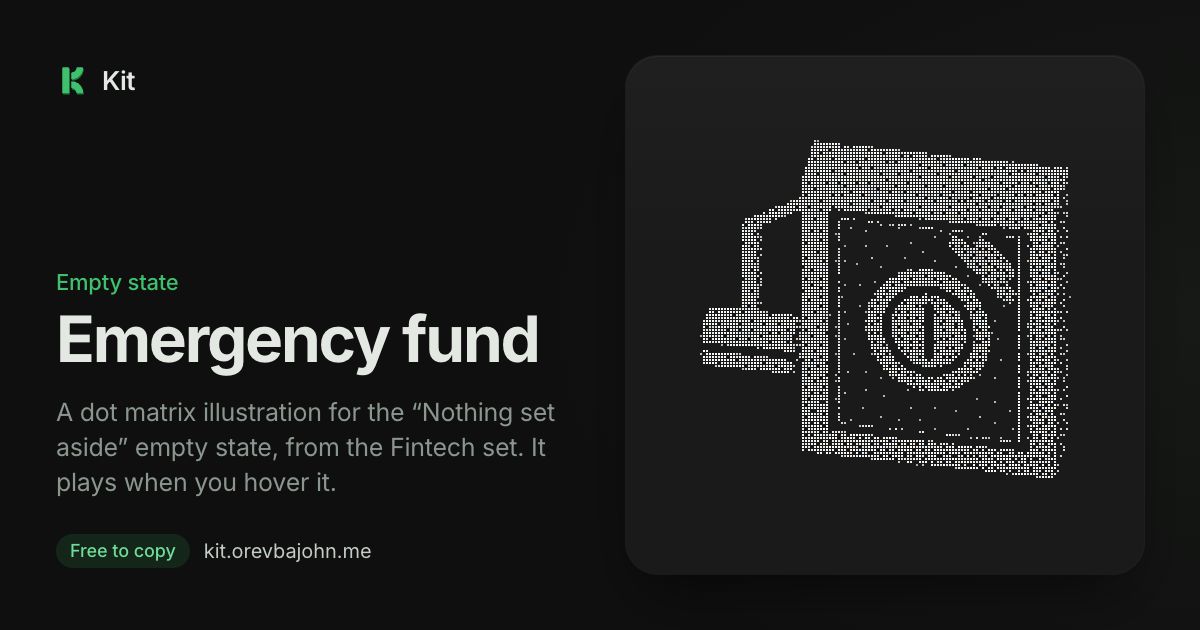 Kit
Empty state
Emergency fund
A dot matrix illustration for the “Nothing set
aside” empty state, from the Fintech set. It
plays when you hover it.
Free to copy
kit.orevbajohn.me